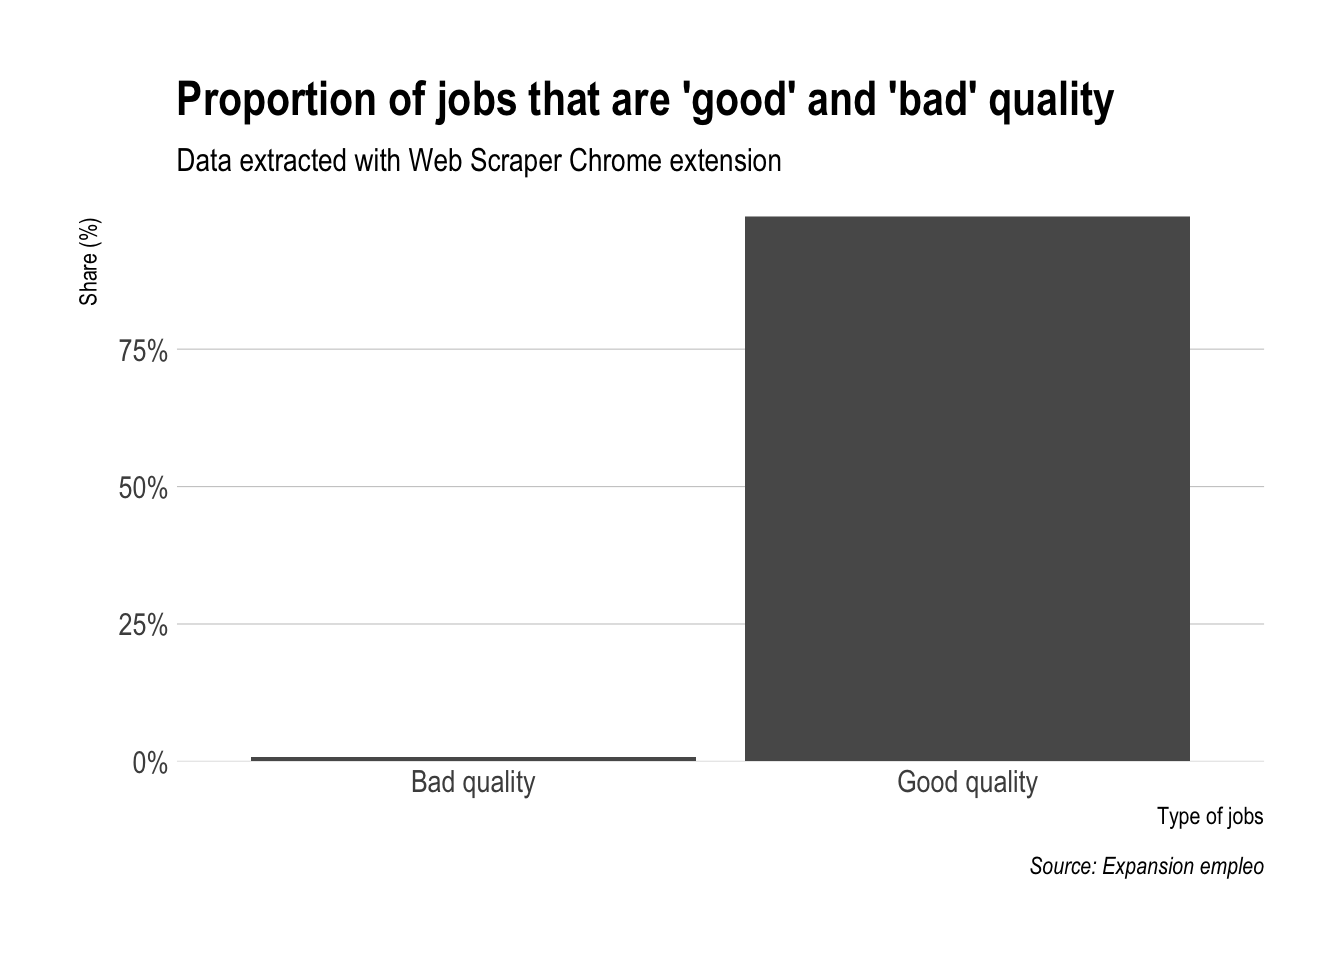 Proportion of jobs that are 'good' and 'bad' quality
Data extracted with Web Scraper Chrome extension
Share (%)
75%
50%
25%
0%
Bad quality
Good quality
Type of jobs
Source: Expansion empleo